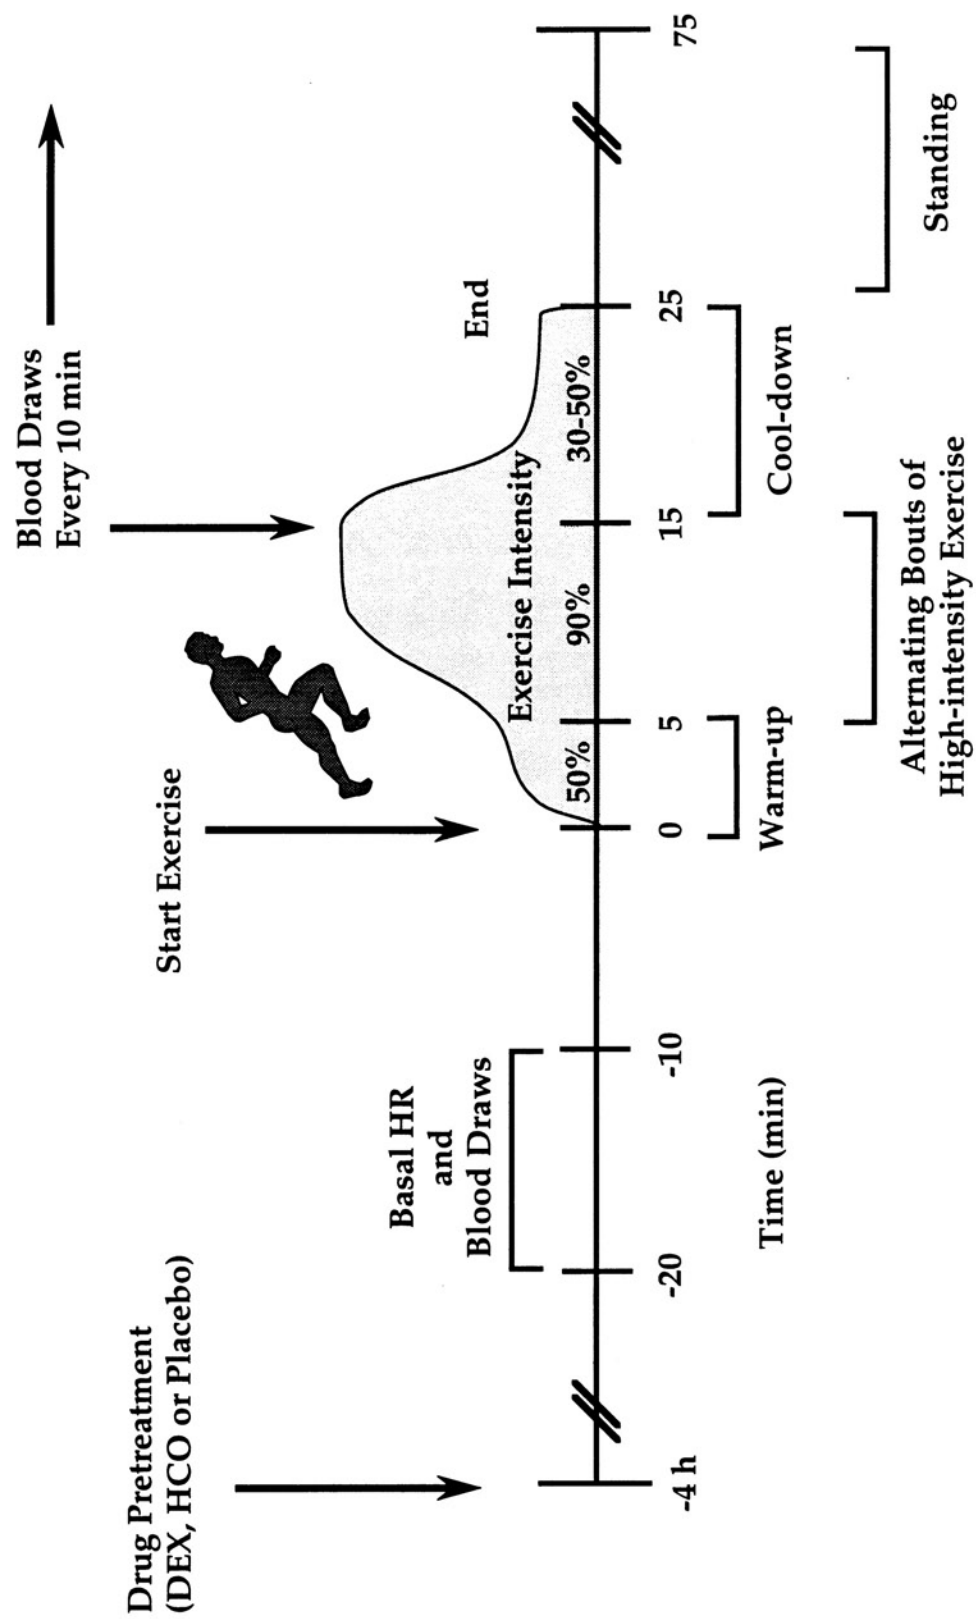 Drug Pretreatment
(DEX, HCO or Placebo)
Basal HR
and
Blood Draws
Start Exercise
Blood Draws
Every 10 min
End
Exercise Intensity
50%
90%
30-50%
-4 h
-20
-10
0
5
15
25
75
Time (min)
Warm-up
Cool-down
Alternating Bouts of
High-intensity Exercise
Standing